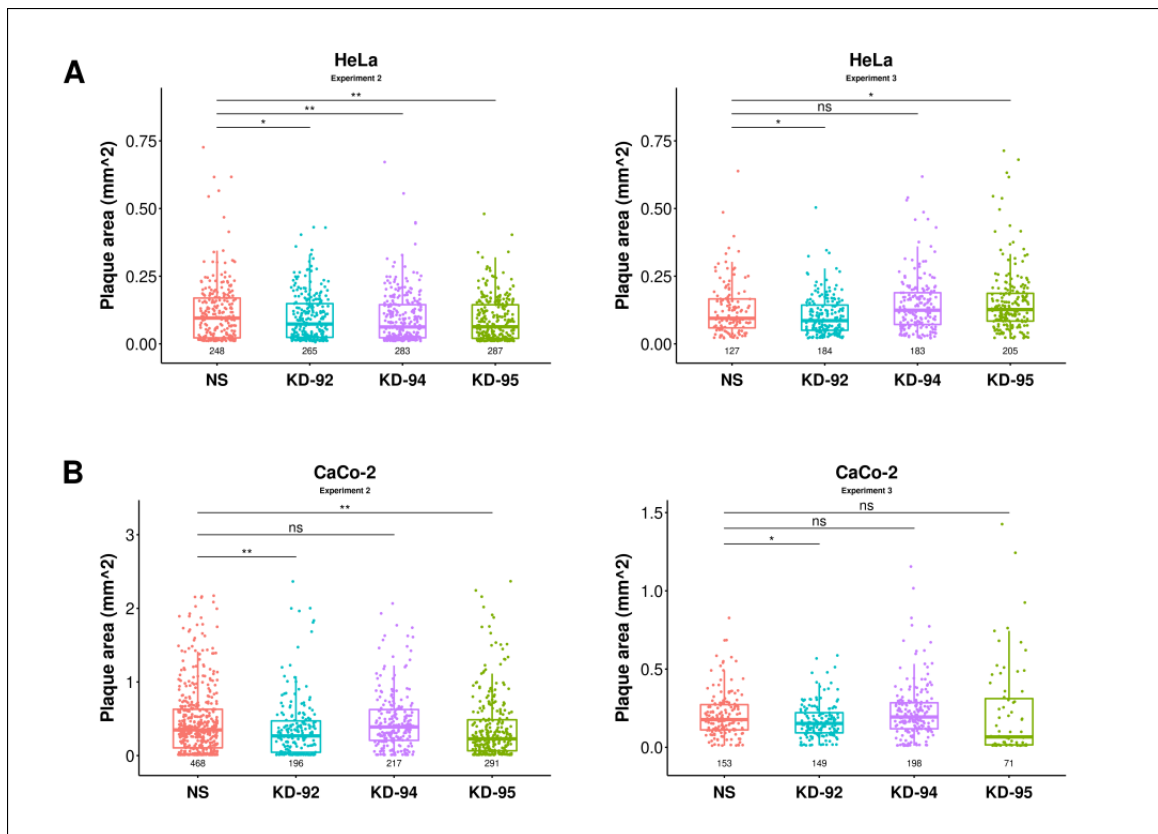 A
HeLa
Experiment 2
**
**
*
Plaque area (mm^2)
0.75
0.50
0.25
0.00
248 265 283 287
NS KD-92 KD-94 KD-95
HeLa
Experiment 3
*
ns
*
Plaque area (mm^2)
0.75
0.50
0.25
0.00
127 184 183 205
NS KD-92 KD-94 KD-95
B
CaCo-2
Experiment 2
**
ns
**
Plaque area (mm^2)
3
2
1
0
468 196 217 291
NS KD-92 KD-94 KD-95
CaCo-2
Experiment 3
ns
ns
*
Plaque area (mm^2)
1.5
1.0
0.5
0.0
153 149 198 71
NS KD-92 KD-94 KD-95